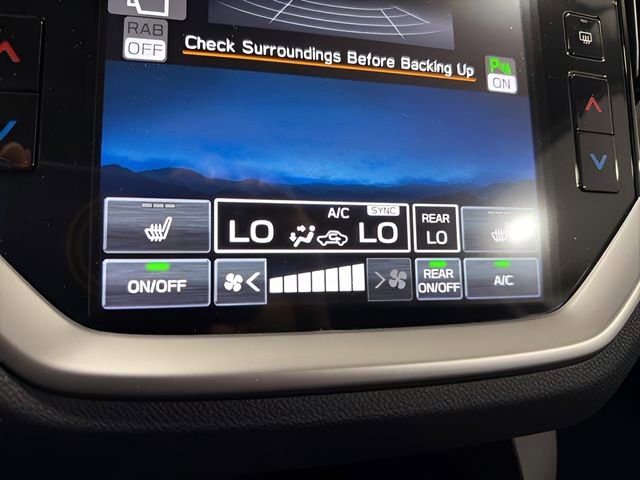 RAB
OFF
Check Surroundings Before Backing Up
ON
A/C SYNC
LO LO
REAR
LO
ON/OFF
REAR
ON/OFF
A/C